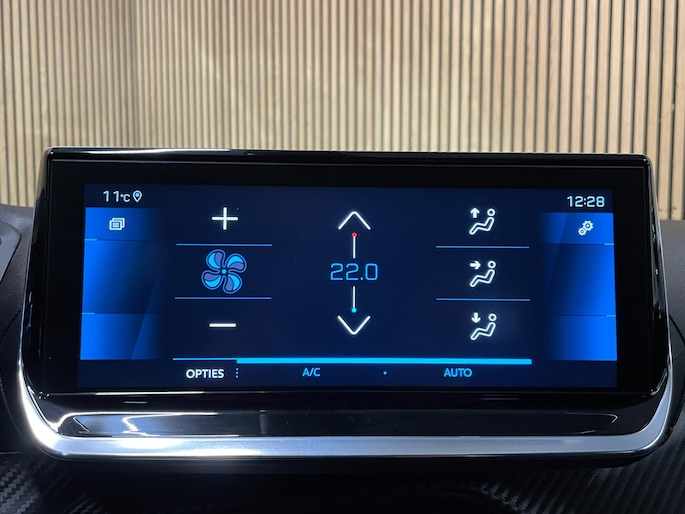 11°C
12:28
22.0
OPTIES
A/C
AUTO